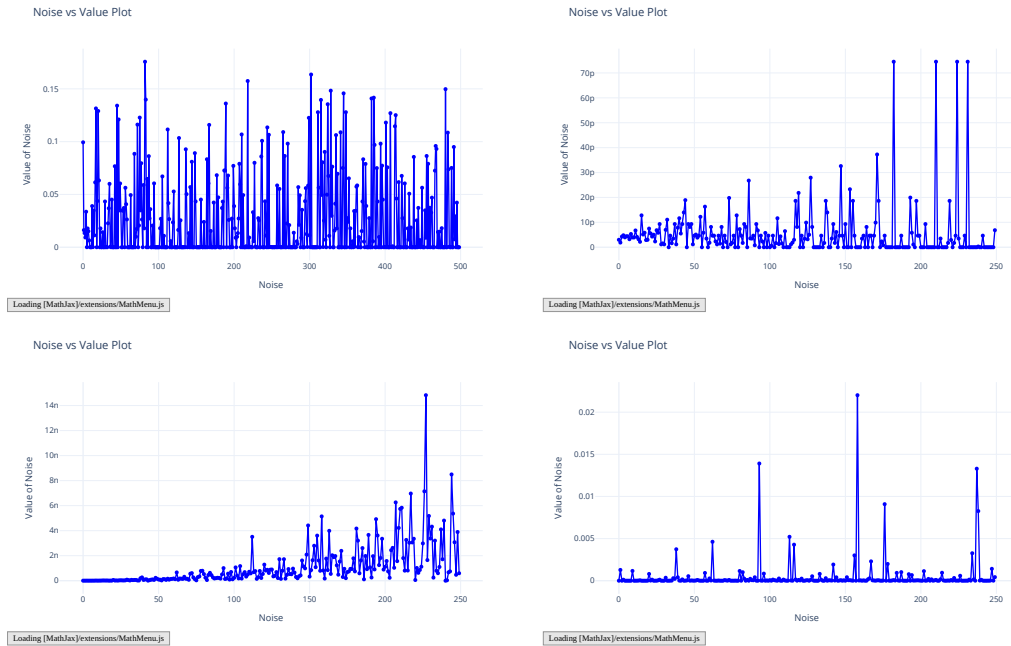 Noise vs Value Plot
0.15
0.1
0.05
0
Value of Noise
0 100 200 300 400 500
Noise
Loading [MathJax]/extensions/MathMenu.js
Noise vs Value Plot
70p
60p
50p
40p
30p
20p
10p
0
Value of Noise
0 50 100 150 200 250
Noise
Loading [MathJax]/extensions/MathMenu.js
Noise vs Value Plot
14n
12n
10n
8n
6n
4n
2n
0
Value of Noise
0 50 100 150 200 250
Noise
Loading [MathJax]/extensions/MathMenu.js
Noise vs Value Plot
0.02
0.015
0.01
0.005
0
Value of Noise
0 50 100 150 200 250
Noise
Loading [MathJax]/extensions/MathMenu.js